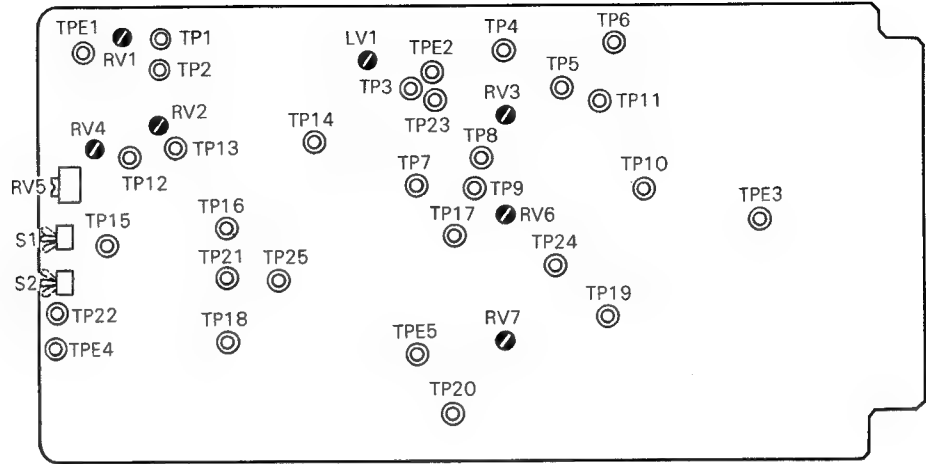 TP6
TPE1
TP1
LV1
TP4
RV1
TPE2
TP2
TP5
TP3
RV3
TP11
TP23
RV2
RV4
TP14
TP13
TP8
TP12
TP7
TP10
RV5
TP9
TPE3
TP16
TP17
RV6
TP15
S1
TP21
TP25
TP24
S2
TP22
TP19
TP18
RV7
TPE4
TPE5
TP20